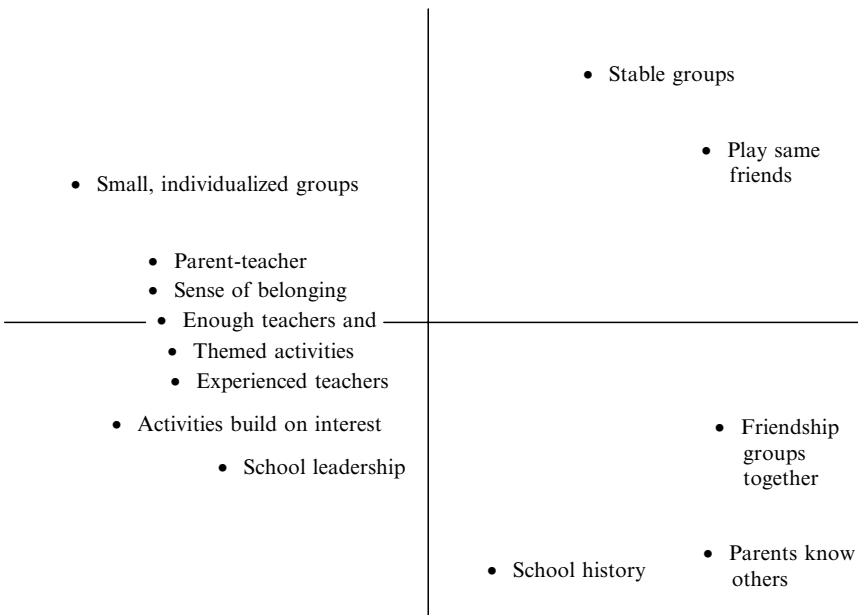 • Stable groups
• Play same
friends
• Small, individualized groups
• Parent-teacher
• Sense of belonging
• Enough teachers and
• Themed activities
• Experienced teachers
• Activities build on interest
• Friendship
groups
together
• School leadership
• Parents know
others
• School history